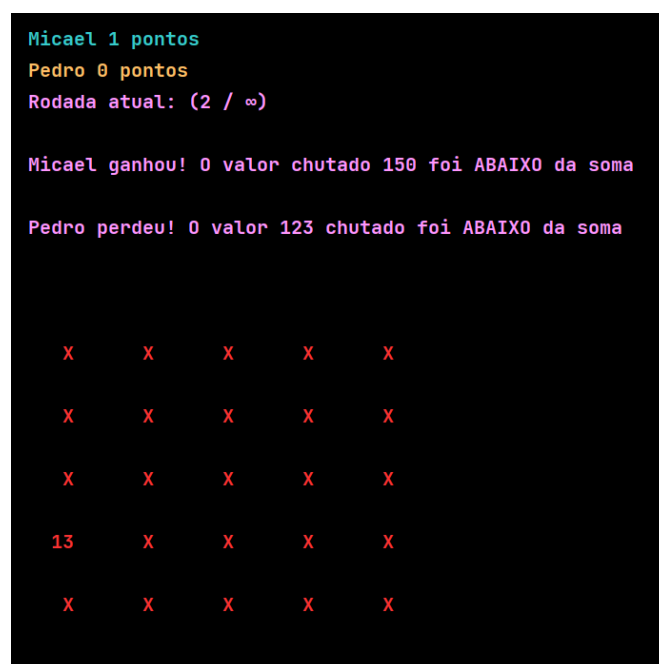 Micael 1 pontos
Pedro 0 pontos
Rodada atual: (2 / ∞)
Micael ganhou! O valor chutado 150 foi ABAIXO da soma
Pedro perdeu! O valor 123 chutado foi ABAIXO da soma
X X X X X
X X X X X
X X X X X
13 X X X X
X X X X X